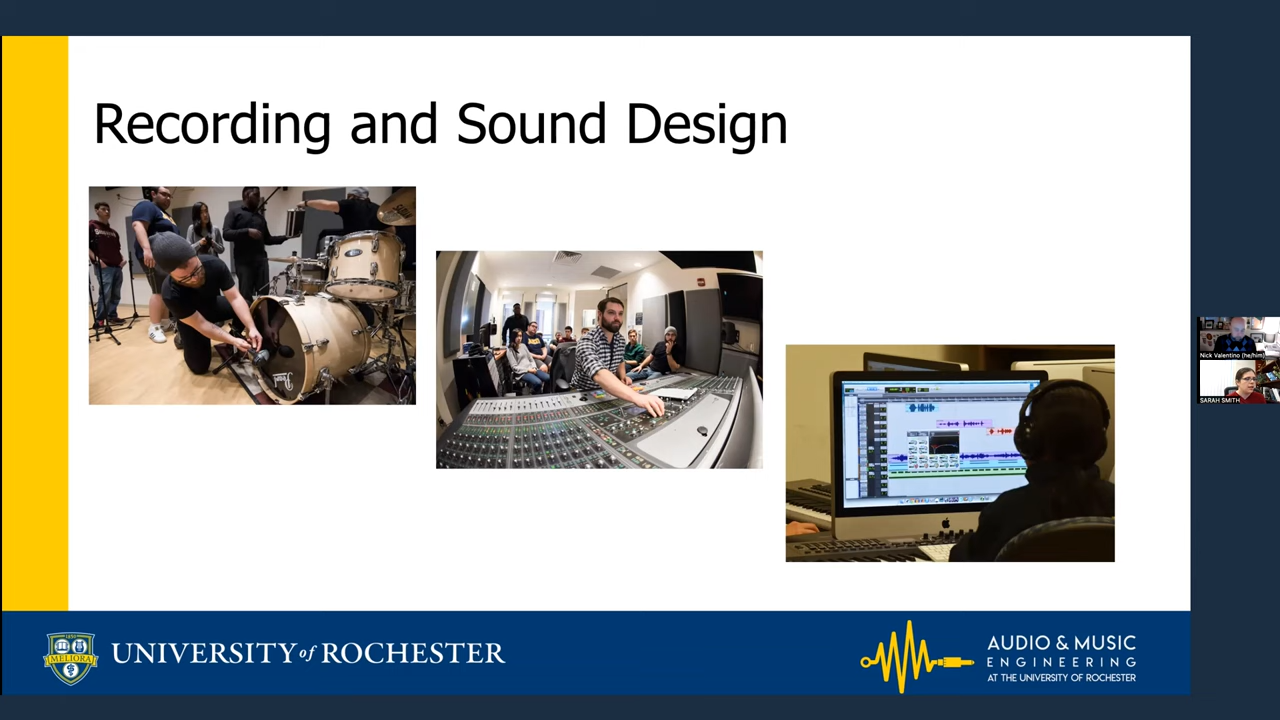 Recording and Sound Design
Nick Valentino (he/him)
SARAH SMITH
MELIORA
UNIVERSITY of ROCHESTER
AUDIO & MUSIC
ENGINEERING
AT THE UNIVERSITY OF ROCHESTER